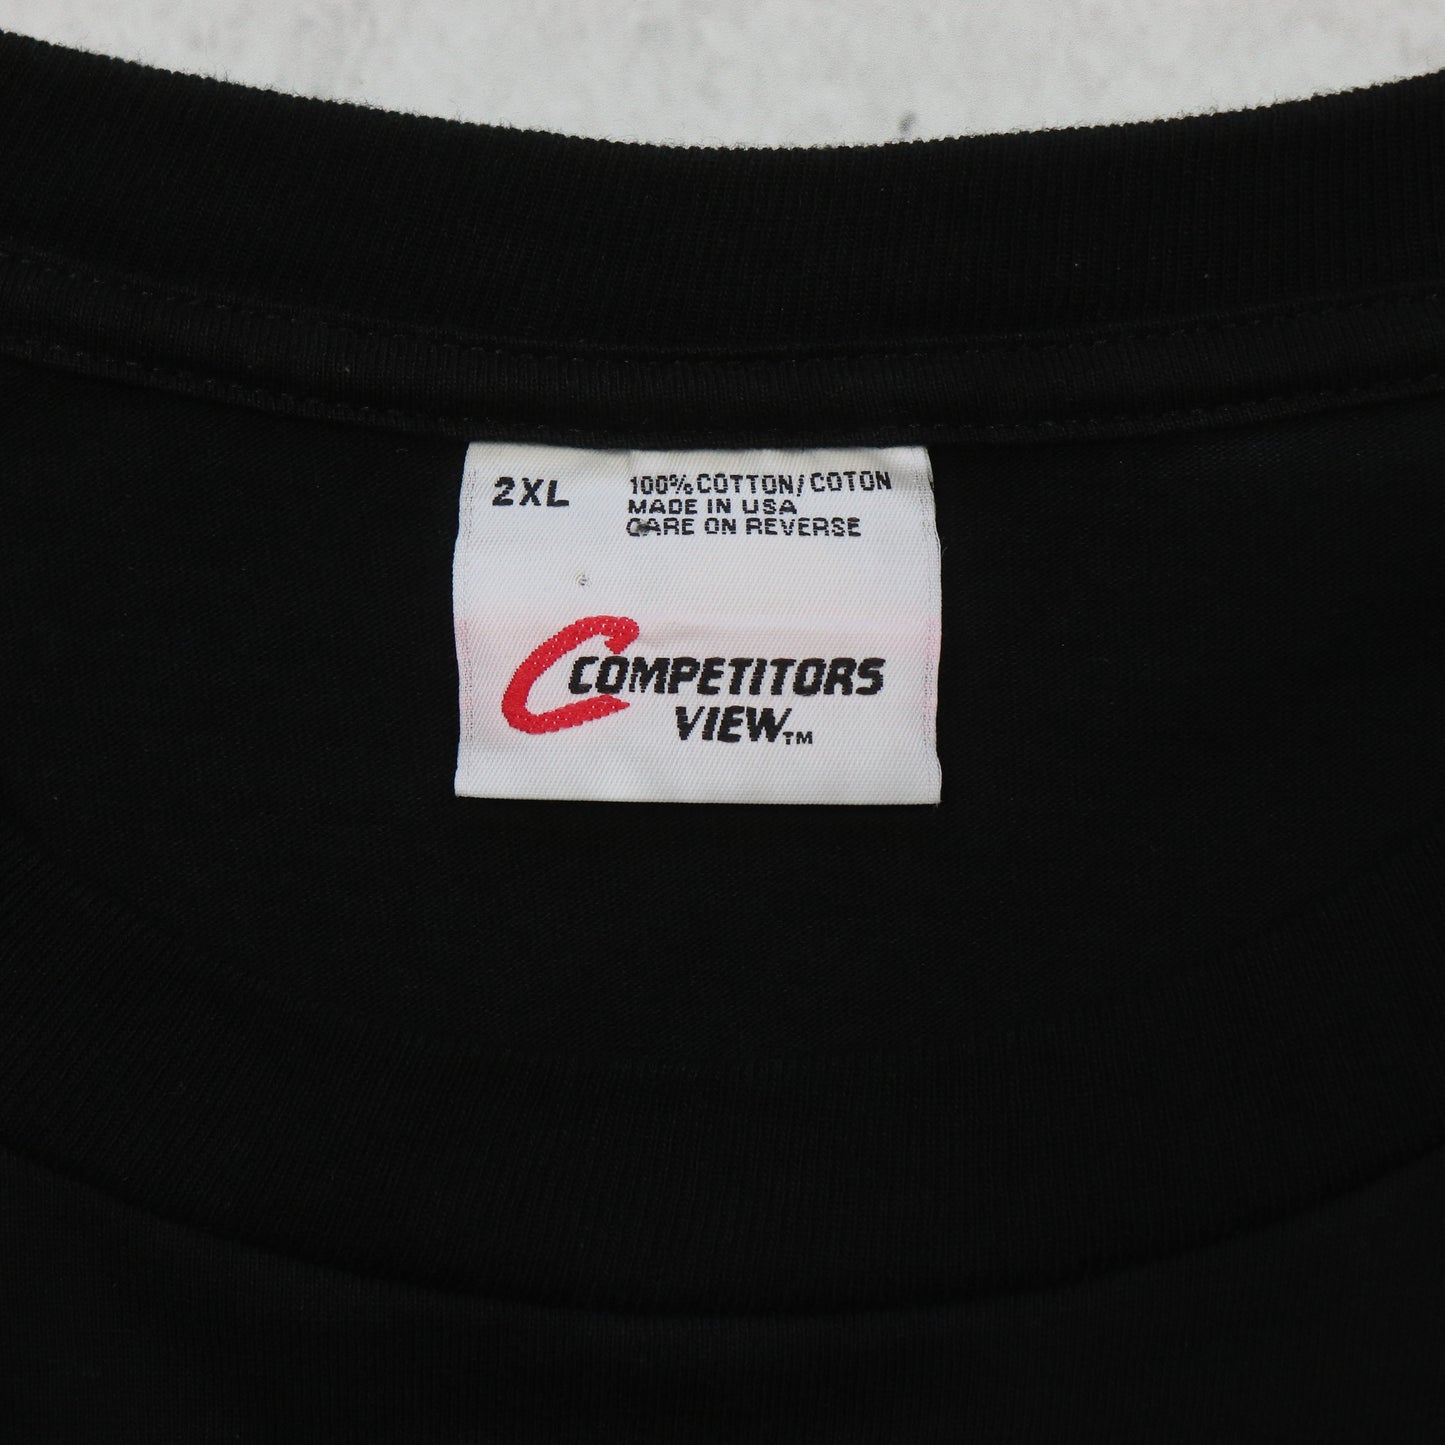 2XL
100% COTTON/COTON
MADE IN USA
CARE ON REVERSE
C COMPETITORS
VIEW™